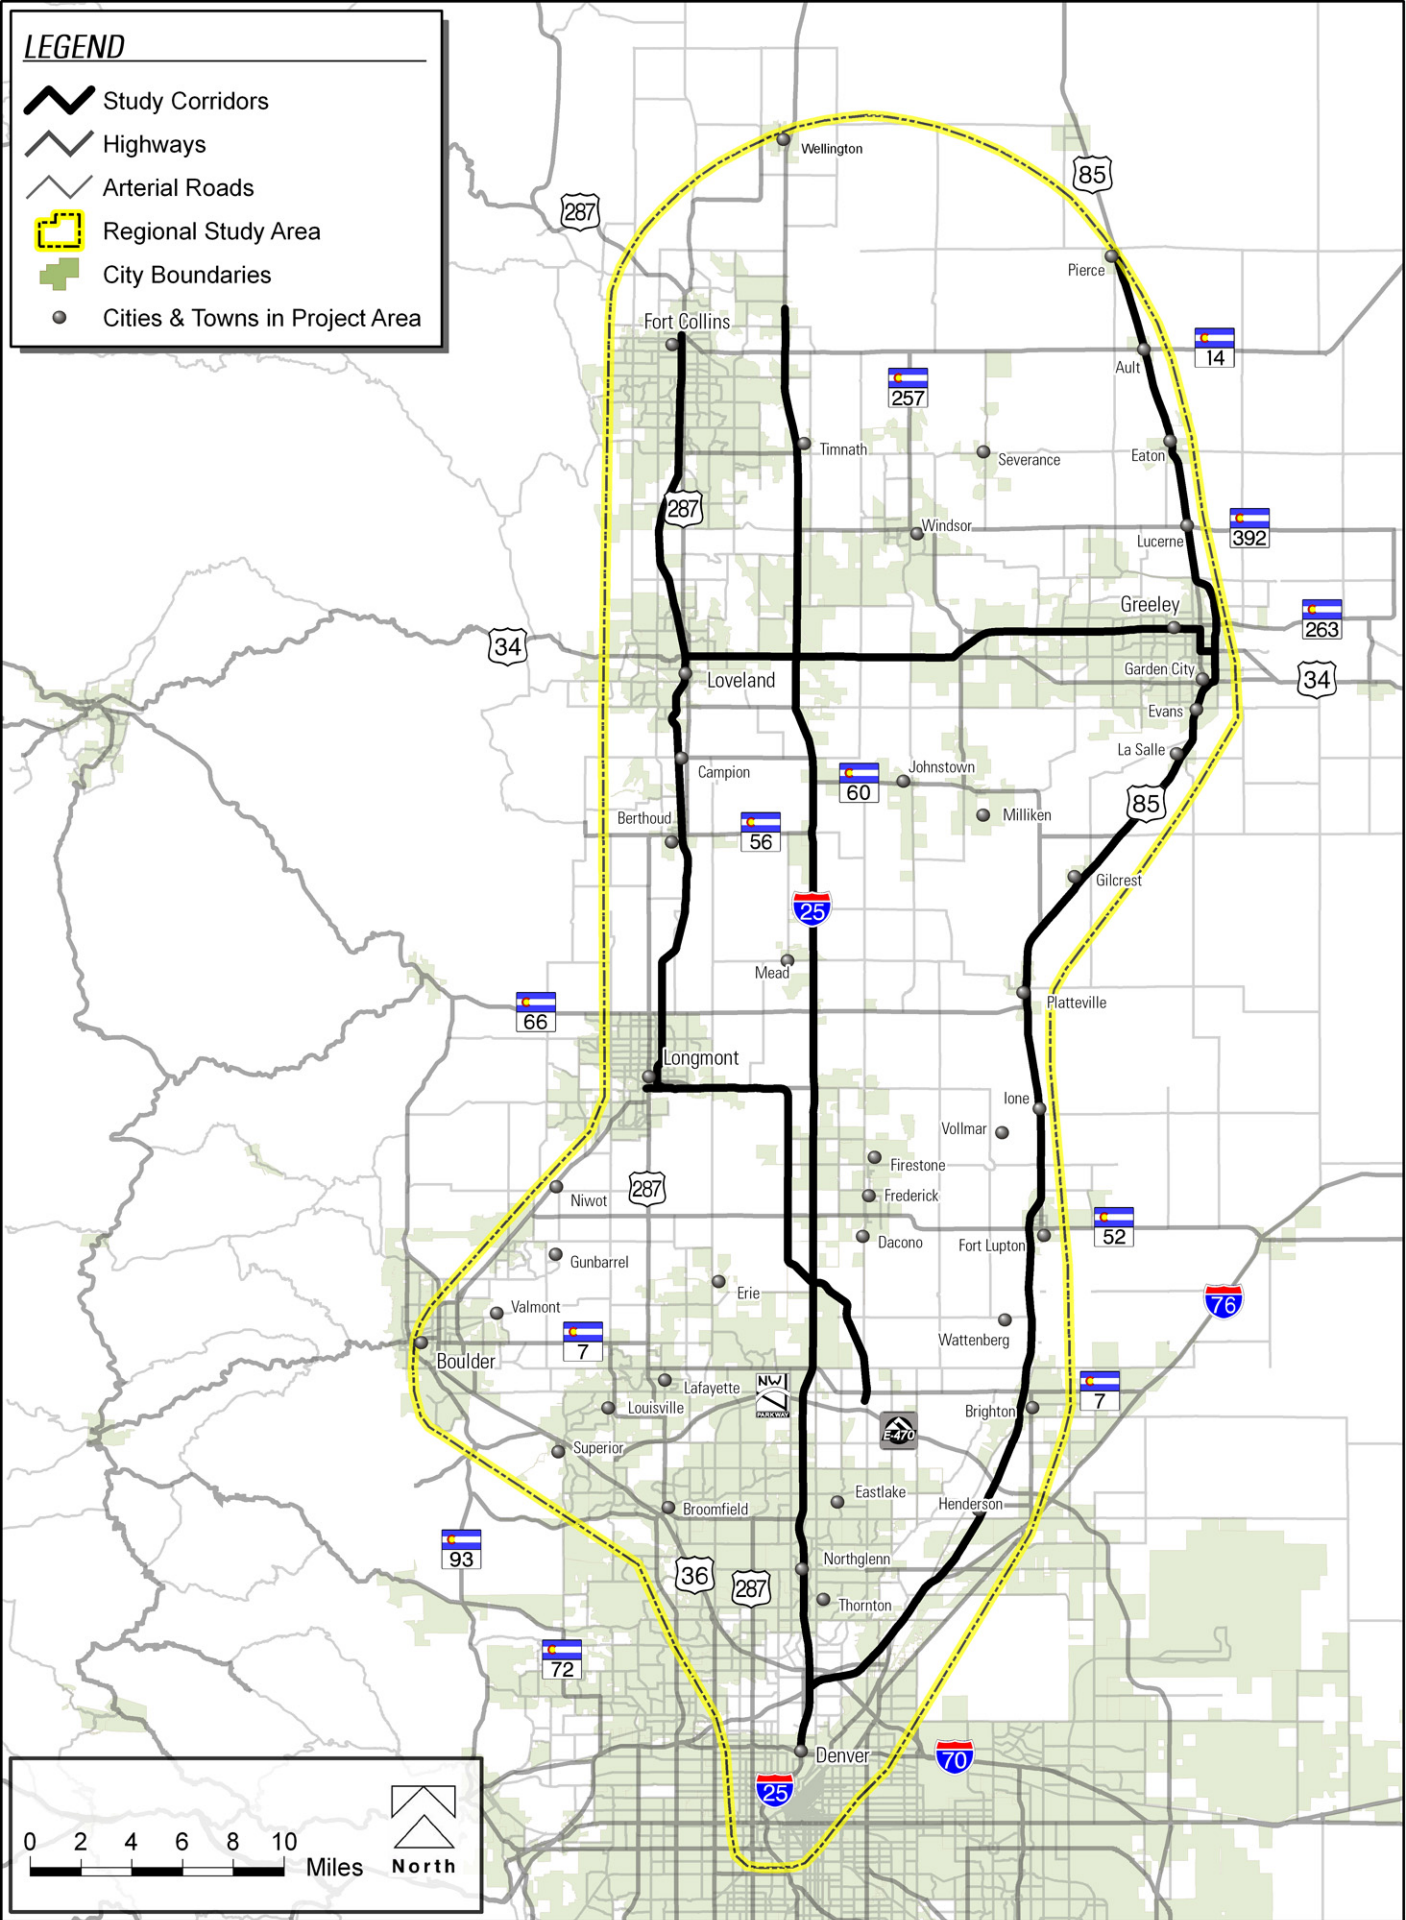 LEGEND
Study Corridors
Highways
Arterial Roads
Regional Study Area
City Boundaries
Cities & Towns in Project Area
Wellington
85
287
Pierce
Fort Collins
14
Ault
257
Timnath
Severance
Eaton
287
Windsor
392
Lucerne
Greeley
263
34
Garden City
34
Loveland
Evans
La Salle
Campion
Johnstown
60
85
Milliken
Berthoud
56
Gilcrest
25
Mead
Platteville
66
Longmont
Ione
Vollmar
Firestone
Niwot
287
Frederick
52
Dacono
Fort Lupton
Gunbarrel
Erie
76
Valmont
Wattenberg
7
Boulder
Lafayette
NW
PARKWAY
7
Louisville
Brighton
E-470
Superior
Eastlake
Henderson
Broomfield
93
Northglenn
36
287
Thornton
72
Denver
70
25
0 2 4 6 8 10
Miles
North